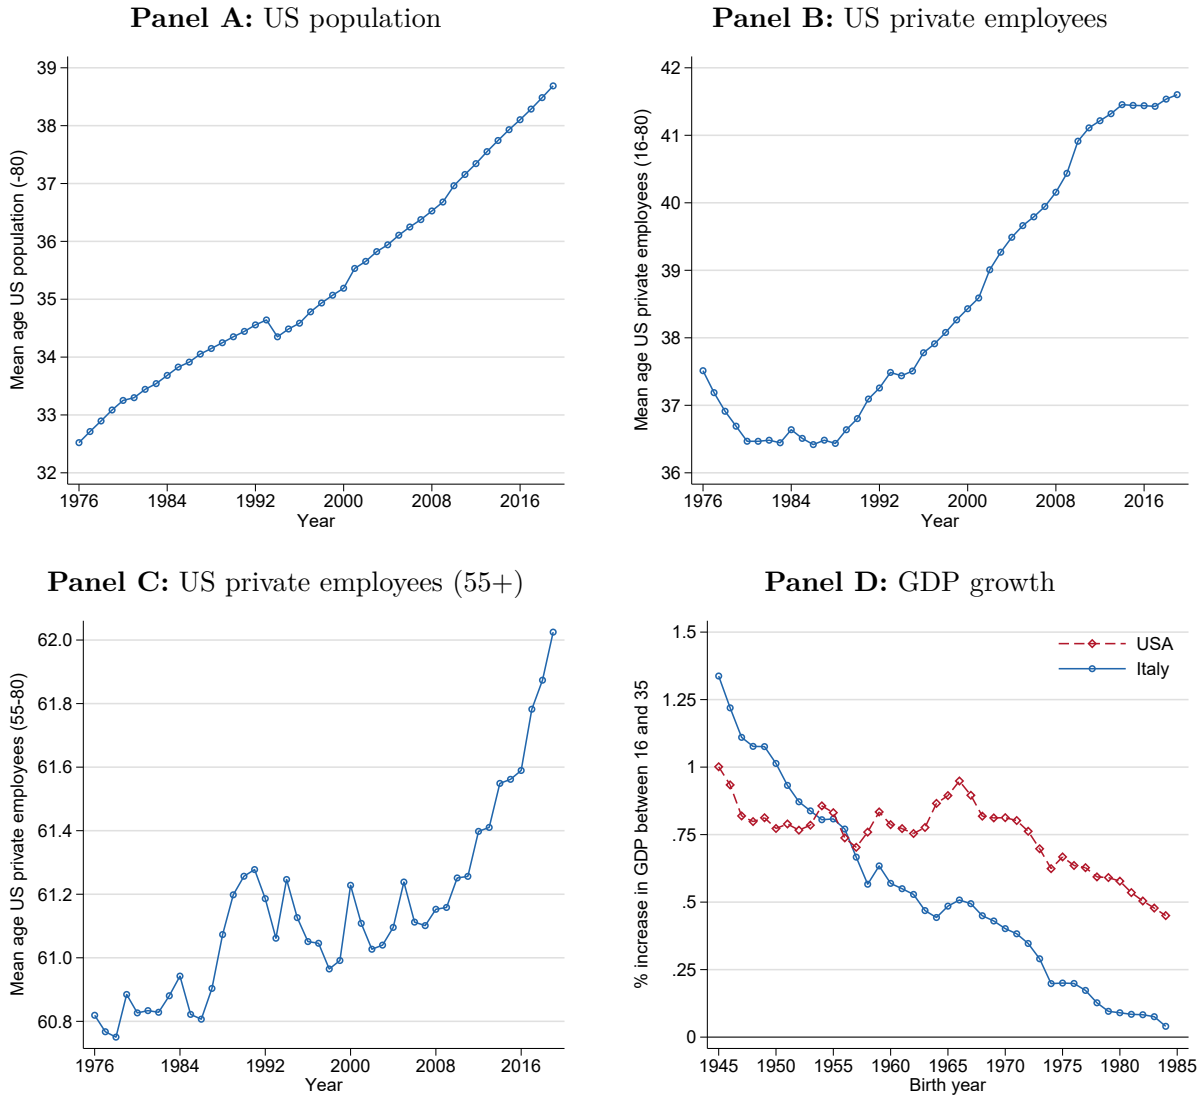 Panel A: US population
Mean age US population (-80)
39
38
37
36
35
34
33
32
1976 1984 1992 2000 2008 2016
Year
Panel B: US private employees
Mean age US private employees (16-80)
42
41
40
39
38
37
36
1976 1984 1992 2000 2008 2016
Year
Panel C: US private employees (55+)
Mean age US private employees (55-80)
62.0
61.8
61.6
61.4
61.2
61.0
60.8
1976 1984 1992 2000 2008 2016
Year
Panel D: GDP growth
% increase in GDP between 16 and 35
1.5
1.25
1
.75
.5
.25
0
USA
Italy
1945 1950 1955 1960 1965 1970 1975 1980 1985
Birth year